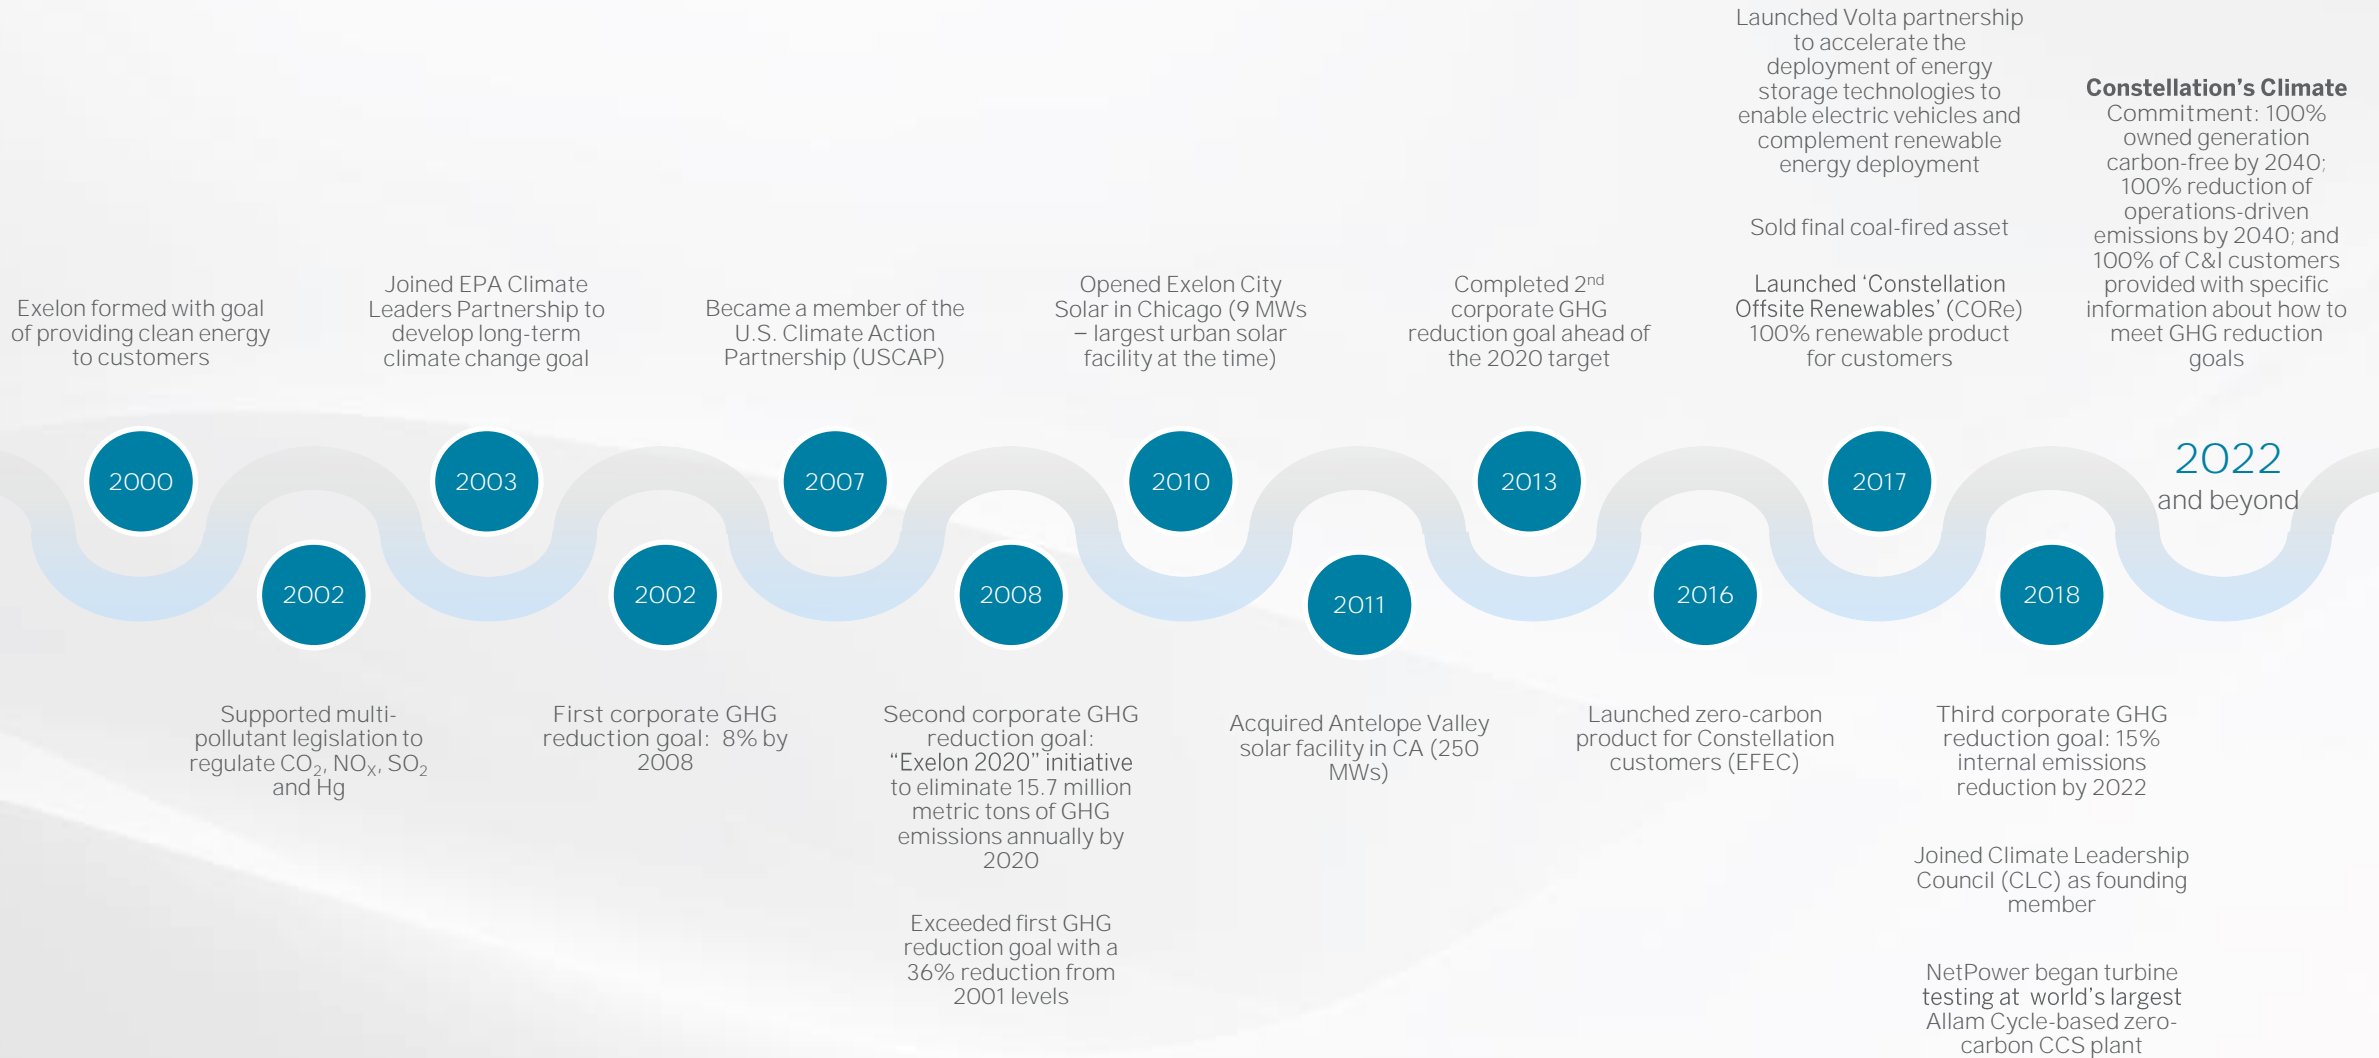 Exelon formed with goal
of providing clean energy
to customers
2000
2002
Supported multi-
pollutant legislation to
regulate CO₂, NOₓ, SO₂
and Hg
Joined EPA Climate
Leaders Partnership to
develop long-term
climate change goal
2003
2002
First corporate GHG
reduction goal:  8% by
2008
Became a member of the
U.S. Climate Action
Partnership (USCAP)
2007
2008
Second corporate GHG
reduction goal:
“Exelon 2020” initiative
to eliminate 15.7 million
metric tons of GHG
emissions annually by
2020
Exceeded first GHG
reduction goal with a
36% reduction from
2001 levels
Opened Exelon City
Solar in Chicago (9 MWs
– largest urban solar
facility at the time)
2010
2011
Acquired Antelope Valley
solar facility in CA (250
MWs)
Completed 2nd
corporate GHG
reduction goal ahead of
the 2020 target
2013
2016
Launched zero-carbon
product for Constellation
customers (EFEC)
Launched Volta partnership
to accelerate the
deployment of energy
storage technologies to
enable electric vehicles and
complement renewable
energy deployment
Sold final coal-fired asset
Launched ‘Constellation
Offsite Renewables’ (CORe)
100% renewable product
for customers
2017
2018
Third corporate GHG
reduction goal: 15%
internal emissions
reduction by 2022
Joined Climate Leadership
Council (CLC) as founding
member
NetPower began turbine
testing at  world’s largest
Allam Cycle-based zero-
carbon CCS plant
Constellation’s Climate
Commitment: 100%
owned generation
carbon-free by 2040;
100% reduction of
operations-driven
emissions by 2040; and
100% of C&I customers
provided with specific
information about how to
meet GHG reduction
goals
2022
and beyond